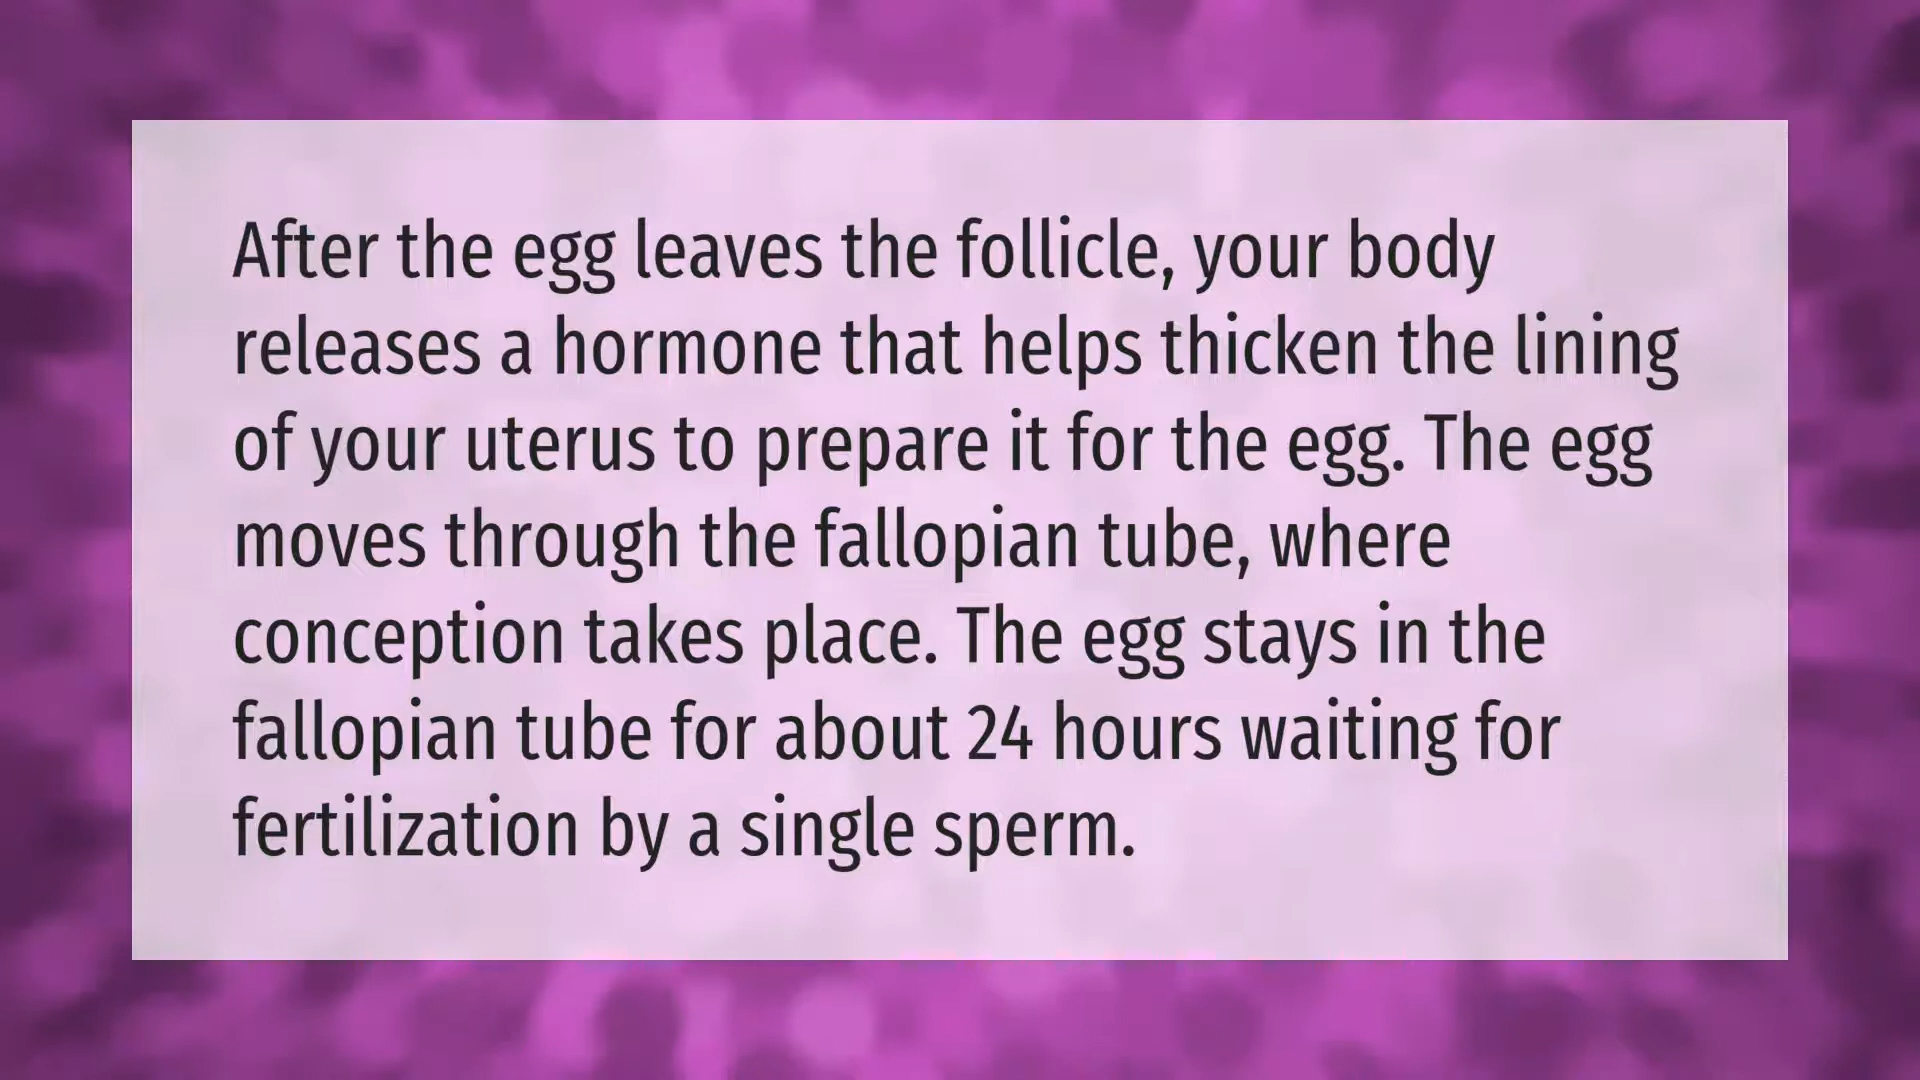 After the egg leaves the follicle, your body
releases a hormone that helps thicken the lining
of your uterus to prepare it for the egg. The egg
moves through the fallopian tube, where
conception takes place. The egg stays in the
fallopian tube for about 24 hours waiting for
fertilization by a single sperm.